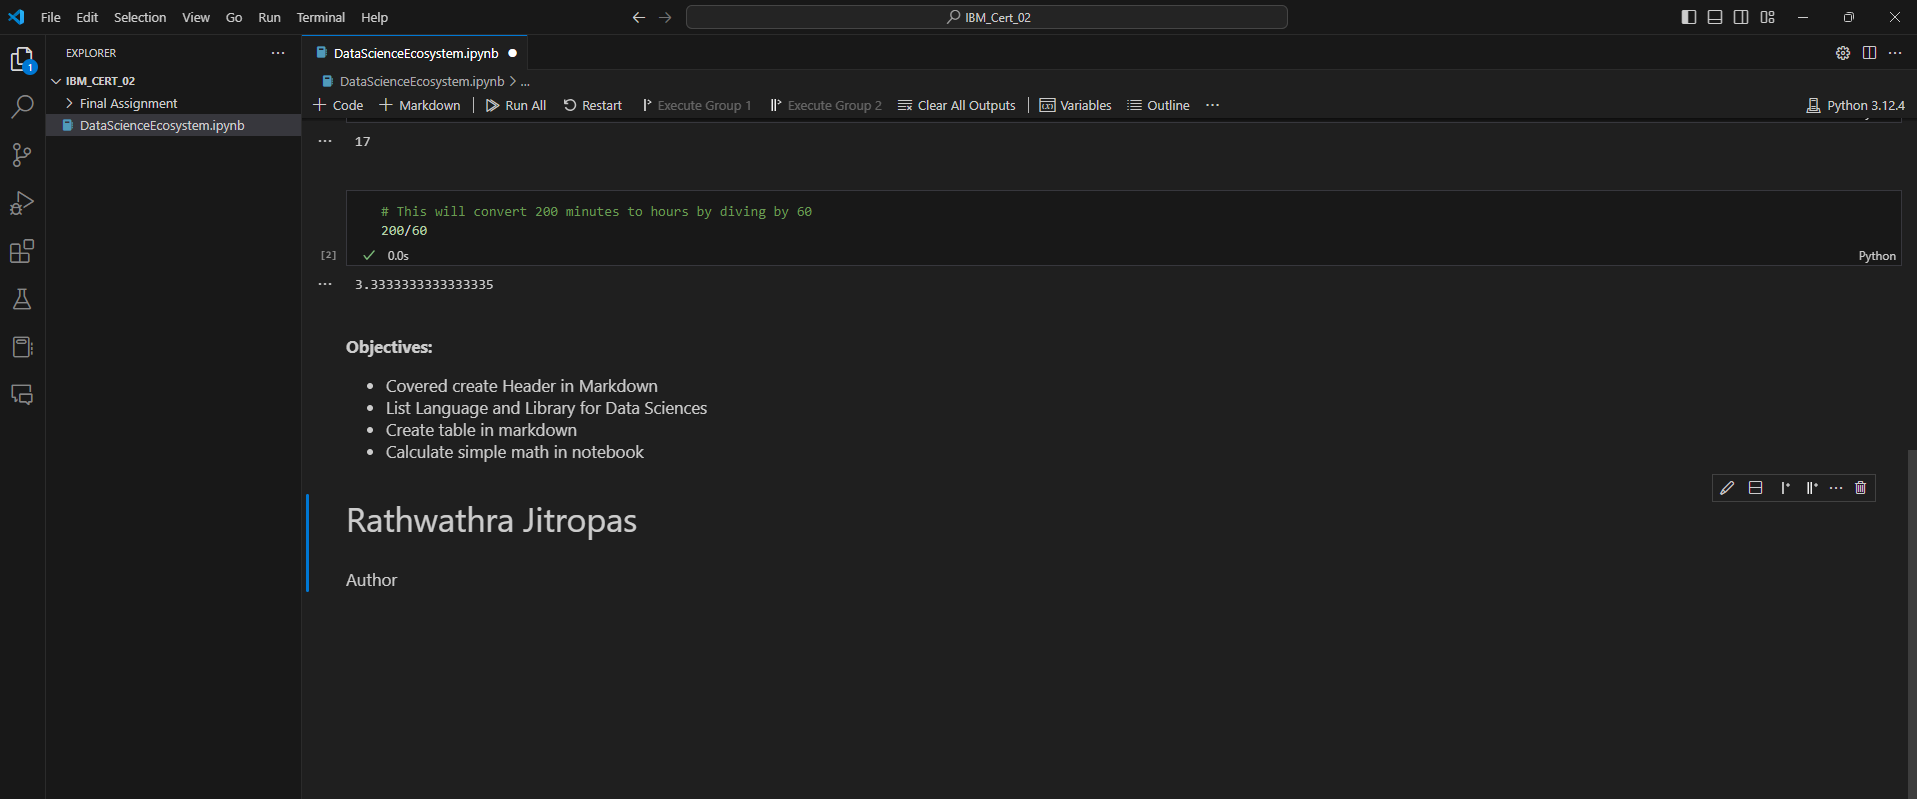 File Edit Selection View Go Run Terminal Help
IBM_Cert_02
EXPLORER
1
IBM_CERT_02
Final Assignment
DataScienceEcosystem.ipynb
DataScienceEcosystem.ipynb
DataScienceEcosystem.ipynb > ...
Code Markdown Run All Restart Execute Group 1 Execute Group 2 Clear All Outputs Variables Outline ...
Python 3.12.4
17
# This will convert 200 minutes to hours by diving by 60
200/60
[2] 0.0s
Python
3.3333333333333335
Objectives:
• Covered create Header in Markdown
• List Language and Library for Data Sciences
• Create table in markdown
• Calculate simple math in notebook
Rathwathra Jitropas
Author